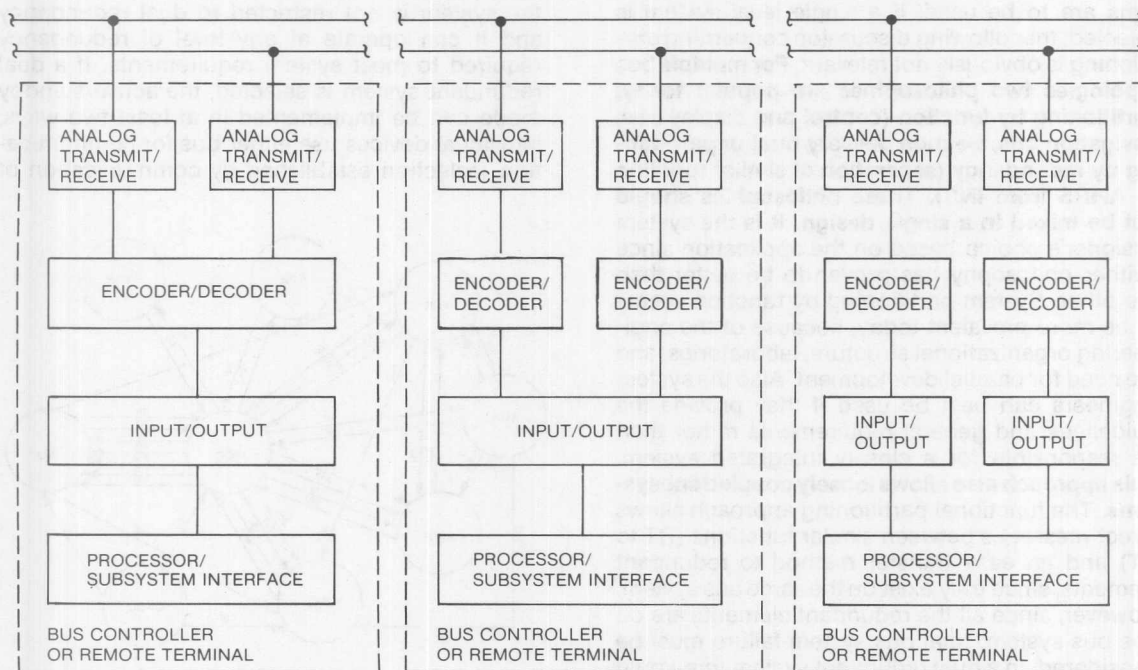 ANALOG
TRANSMIT/
RECEIVE
ANALOG
TRANSMIT/
RECEIVE
ENCODER/DECODER
INPUT/OUTPUT
PROCESSOR/
SUBSYSTEM INTERFACE
BUS CONTROLLER
OR REMOTE TERMINAL
ANALOG
TRANSMIT/
RECEIVE
ANALOG
TRANSMIT/
RECEIVE
ENCODER/
DECODER
ENCODER/
DECODER
INPUT/OUTPUT
PROCESSOR/
SUBSYSTEM INTERFACE
BUS CONTROLLER
OR REMOTE TERMINAL
ANALOG
TRANSMIT/
RECEIVE
ANALOG
TRANSMIT/
RECEIVE
ENCODER/
DECODER
ENCODER/
DECODER
INPUT/
OUTPUT
INPUT/
OUTPUT
PROCESSOR/
SUBSYSTEM INTERFACE
BUS CONTROLLER
OR REMOTE TERMINAL